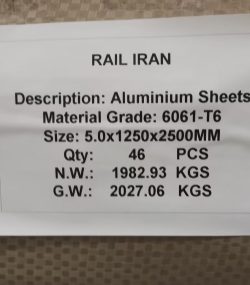 RAIL IRAN
Description: Aluminium Sheets
Material Grade: 6061-T6
Size: 5.0x1250x2500MM
Qty: 46 PCS
N.W.: 1982.93 KGS
G.W.: 2027.06 KGS